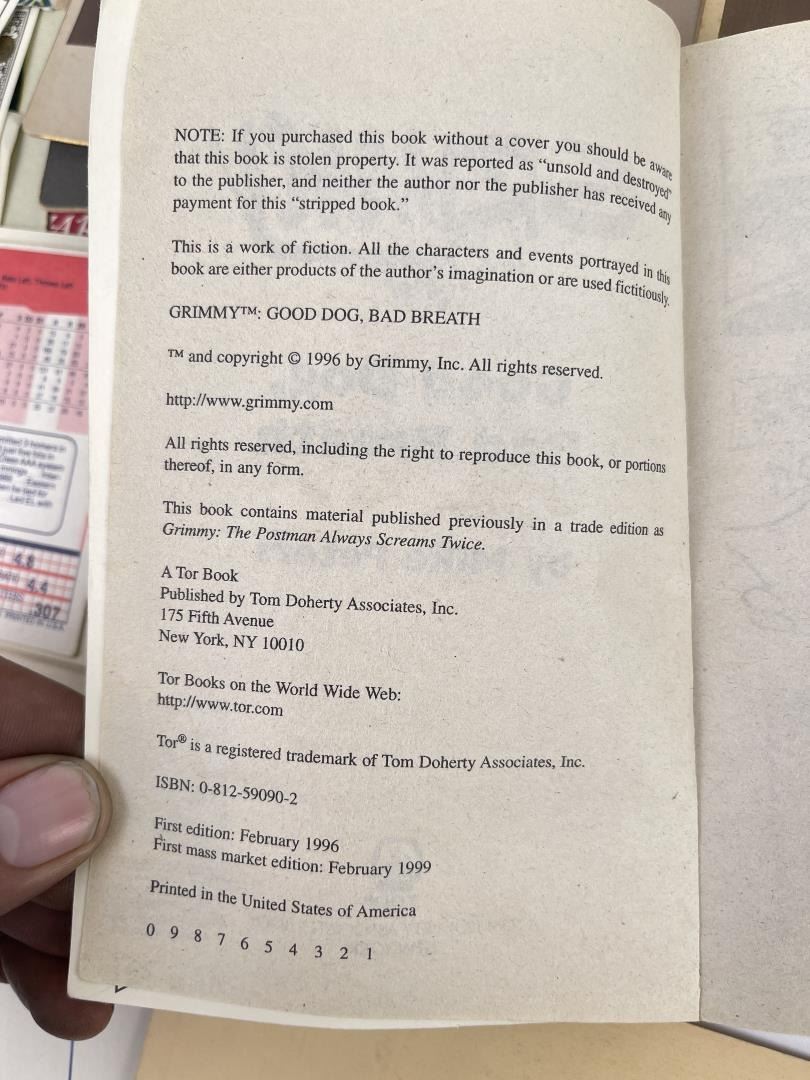 NOTE: If you purchased this book without a cover you should be aware
that this book is stolen property. It was reported as “unsold and destroyed”
to the publisher, and neither the author nor the publisher has received any
payment for this “stripped book.”
This is a work of fiction. All the characters and events portrayed in this
book are either products of the author’s imagination or are used fictitiously.
GRIMMY™: GOOD DOG, BAD BREATH
™ and copyright © 1996 by Grimmy, Inc. All rights reserved.
http://www.grimmy.com
All rights reserved, including the right to reproduce this book, or portions
thereof, in any form.
This book contains material published previously in a trade edition as
Grimmy: The Postman Always Screams Twice.
A Tor Book
Published by Tom Doherty Associates, Inc.
175 Fifth Avenue
New York, NY 10010
Tor Books on the World Wide Web:
http://www.tor.com
Tor® is a registered trademark of Tom Doherty Associates, Inc.
ISBN: 0-812-59090-2
First edition: February 1996
First mass market edition: February 1999
Printed in the United States of America
0 9 8 7 6 5 4 3 2 1
4.8
4.4
307